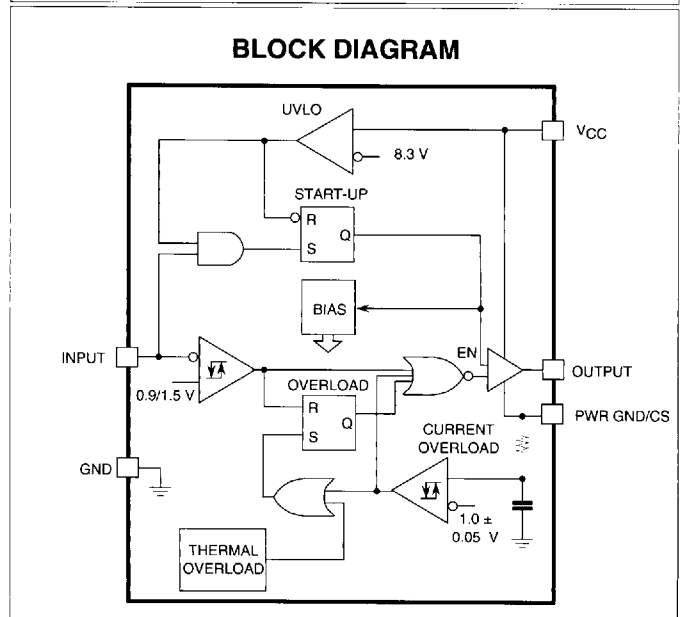 BLOCK DIAGRAM
UVLO
VCC
8.3 V
START-UP
R
Q
S
BIAS
INPUT
EN
OUTPUT
0.9/1.5 V
OVERLOAD
R
Q
S
PWR GND/CS
CURRENT
OVERLOAD
GND
1.0 ±
0.05 V
THERMAL
OVERLOAD